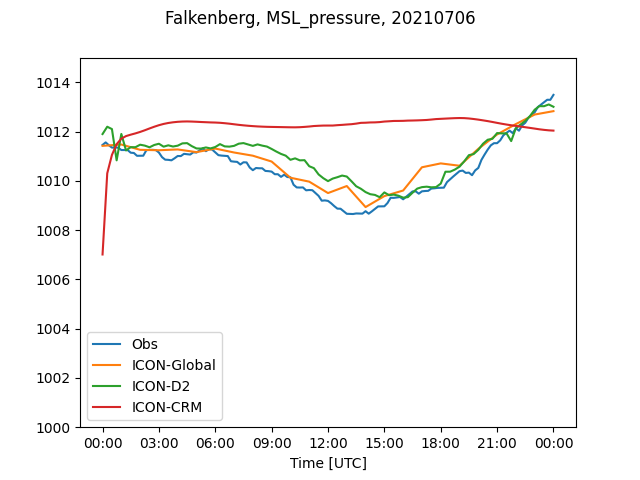 Falkenberg, MSL_pressure, 20210706
1014
1012
1010
1008
1006
1004
1002
1000
Obs
ICON-Global
ICON-D2
ICON-CRM
00:00 03:00 06:00 09:00 12:00 15:00 18:00 21:00 00:00
Time [UTC]